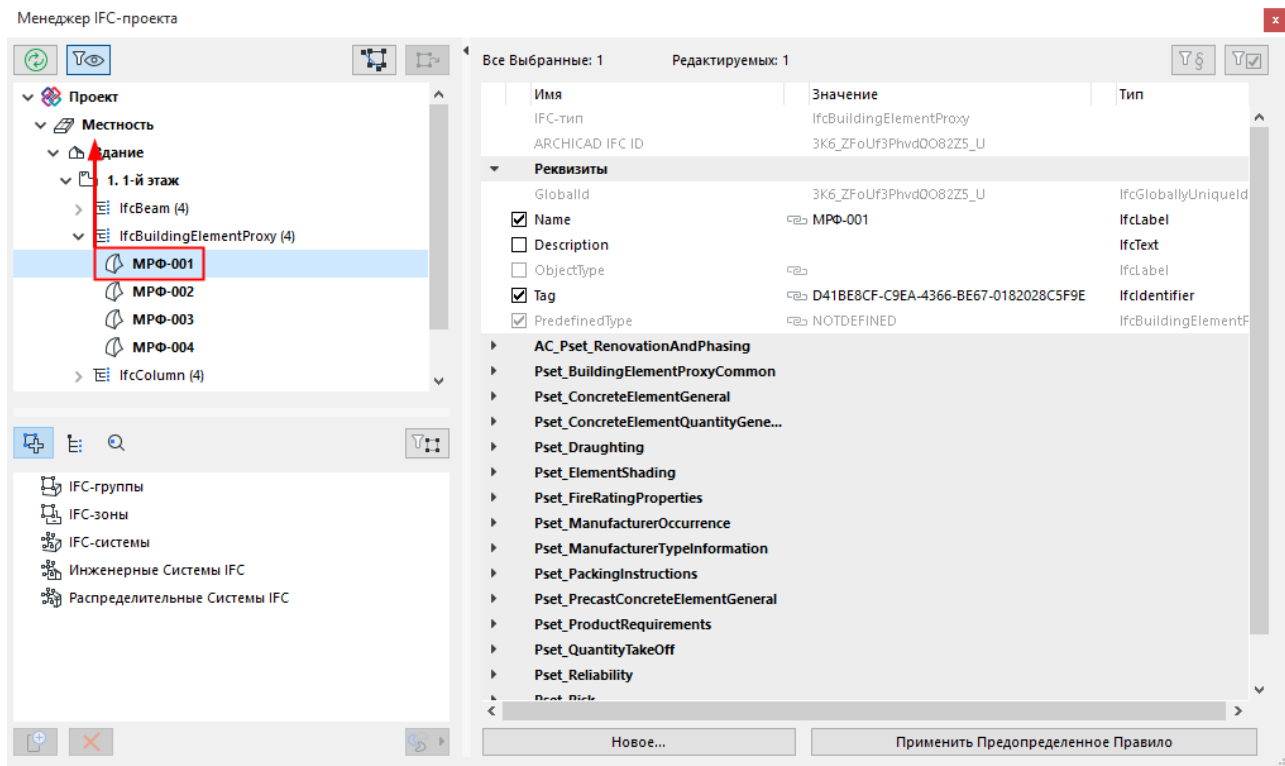 Менеджер IFC-проекта
x
Все Выбранные: 1 Редактируемых: 1
Проект
Местность
Здание
1. 1-й этаж
IfcBeam (4)
IfcBuildingElementProxy (4)
МРФ-001
МРФ-002
МРФ-003
МРФ-004
IfcColumn (4)
IFC-группы
IFC-зоны
IFC-системы
Инженерные Системы IFC
Распределительные Системы IFC
Имя Значение Тип
IFC-тип IfcBuildingElementProxy
ARCHICAD IFC ID 3K6_ZFoUf3Phvd0O82Z5_U
Реквизиты
GlobalId 3K6_ZFoUf3Phvd0O82Z5_U IfcGloballyUniqueId
Name МРФ-001 IfcLabel
Description IfcText
ObjectType IfcLabel
Tag D41BE8CF-C9EA-4366-BE67-0182028C5F9E IfcIdentifier
PredefinedType NOTDEFINED IfcBuildingElementF
AC_Pset_RenovationAndPhasing
Pset_BuildingElementProxyCommon
Pset_ConcreteElementGeneral
Pset_ConcreteElementQuantityGene...
Pset_Draughting
Pset_ElementShading
Pset_FireRatingProperties
Pset_ManufacturerOccurrence
Pset_ManufacturerTypeInformation
Pset_PackingInstructions
Pset_PrecastConcreteElementGeneral
Pset_ProductRequirements
Pset_QuantityTakeOff
Pset_Reliability
Pset_Risk
Новое... Применить Предопределенное Правило